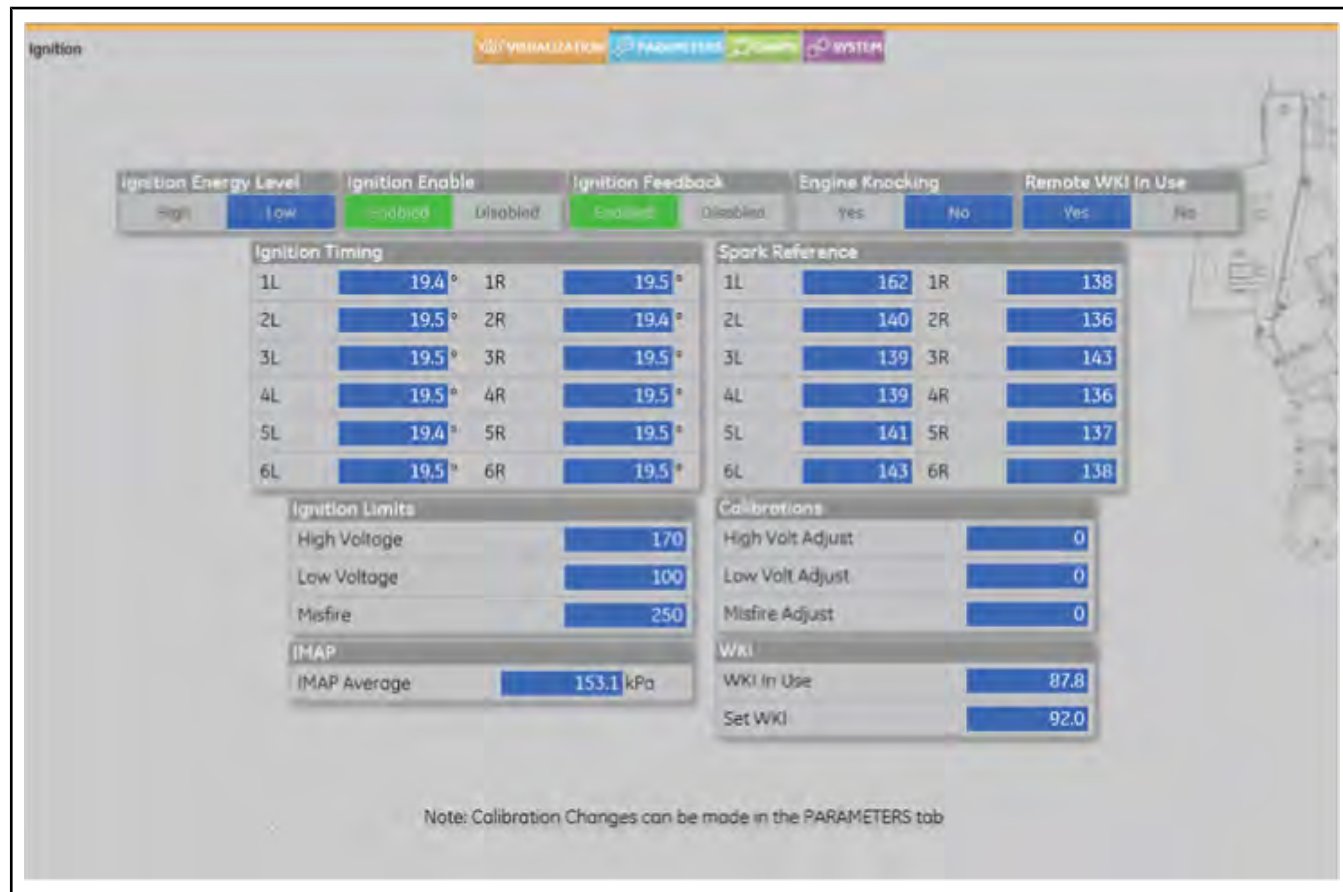 Ignition
VISUALIZATION PARAMETERS CHARTS SYSTEM
Ignition Energy Level Ignition Enable Ignition Feedback Engine Knocking Remote WKI In Use
High Low Enabled Disabled Enabled Disabled Yes No Yes No
Ignition Timing Spark Reference
1L 19.4 ° 1R 19.5 ° 1L 162 1R 138
2L 19.5 ° 2R 19.4 ° 2L 140 2R 136
3L 19.5 ° 3R 19.5 ° 3L 139 3R 143
4L 19.5 ° 4R 19.5 ° 4L 139 4R 136
5L 19.4 ° 5R 19.5 ° 5L 141 5R 137
6L 19.5 ° 6R 19.5 ° 6L 143 6R 138
Ignition Limits Calibrations
High Voltage 170 High Volt Adjust 0
Low Voltage 100 Low Volt Adjust 0
Misfire 250 Misfire Adjust 0
IMAP WKI
IMAP Average 153.1 kPa WKI In Use 87.8
Set WKI 92.0
Note: Calibration Changes can be made in the PARAMETERS tab